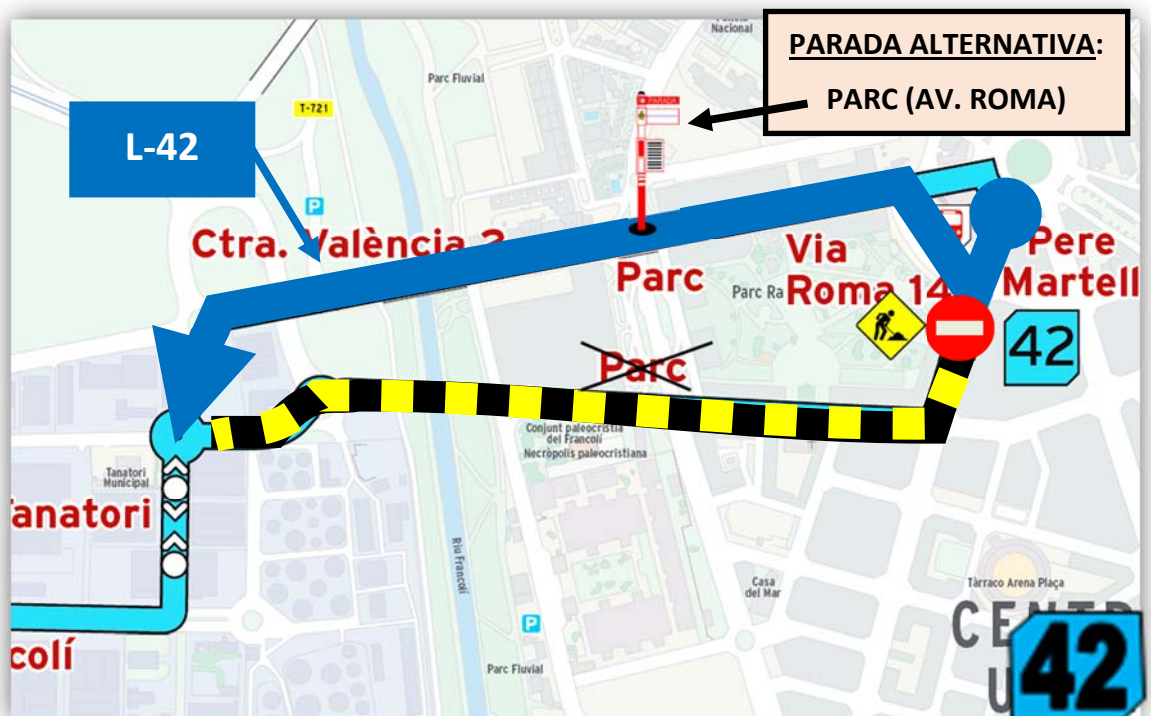 Nacional
PARADA ALTERNATIVA:
PARC (AV. ROMA)
Parc Fluvial
T-721
PARADA
L-42
P
Ctra. València
Parc
Via
Roma 14
Parc Ra
Pere
Martell
42
Parc
Conjunt paleocristià
del Francolí
Necròpolis paleocristiana
Tanatori
Municipal
Tanatori
Riu Francolí
Casa
del Mar
Tàrraco Arena Plaça
P
CENTR
U
colí
Parc Fluvial
42